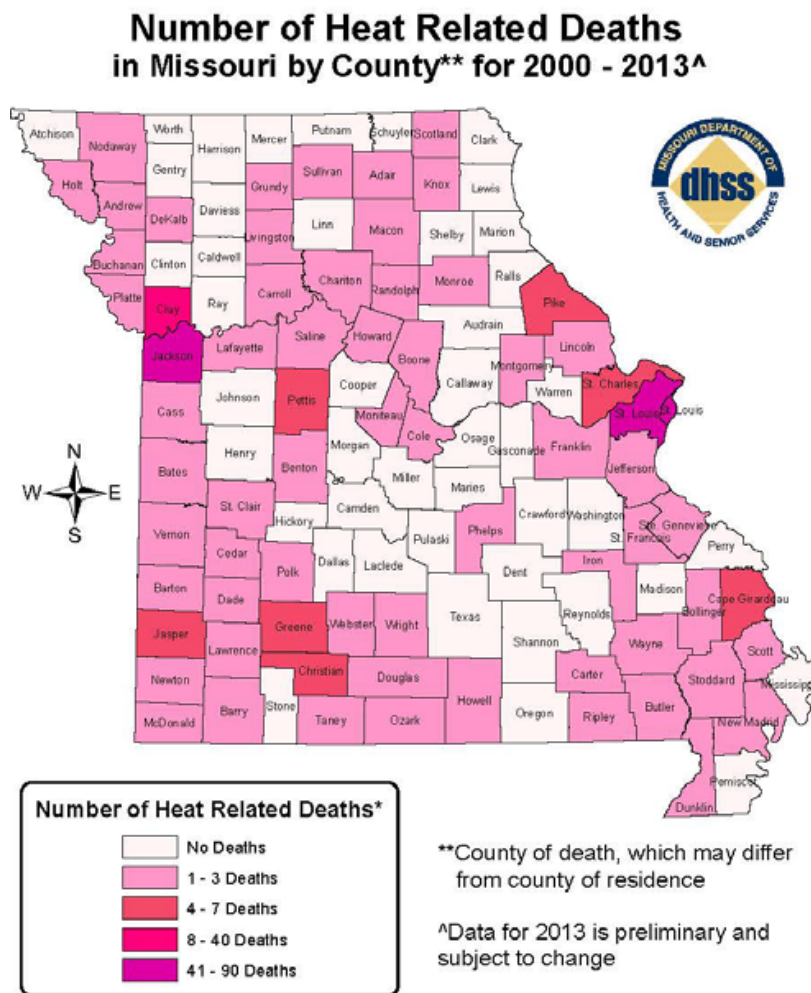 Number of Heat Related Deaths
in Missouri by County** for 2000 - 2013^
MISSOURI DEPARTMENT OF
dhss
HEALTH AND SENIOR SERVICES
Atchison
Nodaway
Worth
Gentry
Harrison
Mercer
Putnam
Schuyler
Scotland
Clark
Holt
Andrew
DeKalb
Daviess
Grundy
Sullivan
Adair
Knox
Lewis
Buchanan
Clinton
Caldwell
Livingston
Linn
Macon
Shelby
Marion
Platte
Clay
Ray
Carroll
Chariton
Randolph
Monroe
Ralls
Pike
Jackson
Lafayette
Saline
Howard
Boone
Audrain
Montgomery
Lincoln
Cass
Johnson
Pettis
Cooper
Moniteau
Cole
Callaway
Warren
St. Charles
St. Louis
St. Louis
Bates
Henry
Benton
Morgan
Miller
Osage
Gasconade
Maries
Franklin
Jefferson
Vernon
St. Clair
Hickory
Camden
Pulaski
Phelps
Crawford
Washington
St. Francois
Ste. Genevieve
Perry
Barton
Cedar
Polk
Dallas
Laclede
Dent
Iron
Madison
Bollinger
Cape Girardeau
Jasper
Dade
Greene
Webster
Wright
Texas
Shannon
Reynolds
Wayne
Scott
Newton
Lawrence
Christian
Douglas
Howell
Carter
Butler
Stoddard
Mississippi
McDonald
Barry
Stone
Taney
Ozark
Oregon
Ripley
New Madrid
Dunklin
Pemiscot
N
W E
S
Number of Heat Related Deaths*
No Deaths
1 - 3 Deaths
4 - 7 Deaths
8 - 40 Deaths
41 - 90 Deaths
**County of death, which may differ
from county of residence
^Data for 2013 is preliminary and
subject to change